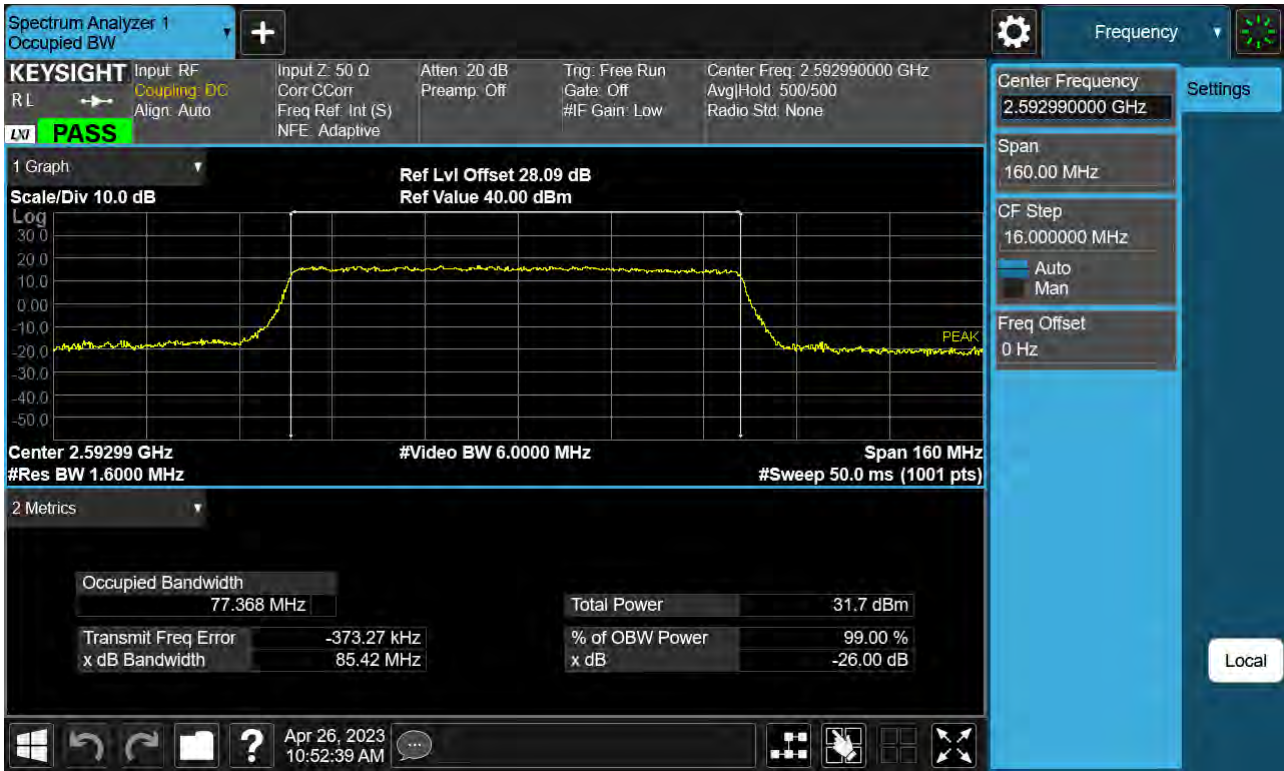 Spectrum Analyzer 1
Occupied BW
+
Frequency
KEYSIGHT
RL
LXI PASS
Input: RF
Coupling: DC
Align: Auto
Input Z: 50 Ω
Corr CCorr
Freq Ref: Int (S)
NFE: Adaptive
Atten: 20 dB
Preamp: Off
Trig: Free Run
Gate: Off
#IF Gain: Low
Center Freq: 2.592990000 GHz
Avg|Hold: 500/500
Radio Std: None
Center Frequency
2.592990000 GHz
Settings
Span
160.00 MHz
CF Step
16.000000 MHz
Auto
Man
Freq Offset
0 Hz
1 Graph
Scale/Div 10.0 dB
Ref Lvl Offset 28.09 dB
Ref Value 40.00 dBm
Log
30.0
20.0
10.0
0.00
-10.0
-20.0
-30.0
-40.0
-50.0
PEAK
Center 2.59299 GHz
#Video BW 6.0000 MHz
Span 160 MHz
#Res BW 1.6000 MHz
#Sweep 50.0 ms (1001 pts)
2 Metrics
Occupied Bandwidth
77.368 MHz
Total Power 31.7 dBm
Transmit Freq Error -373.27 kHz
% of OBW Power 99.00 %
x dB Bandwidth 85.42 MHz
x dB -26.00 dB
Local
?
Apr 26, 2023
10:52:39 AM